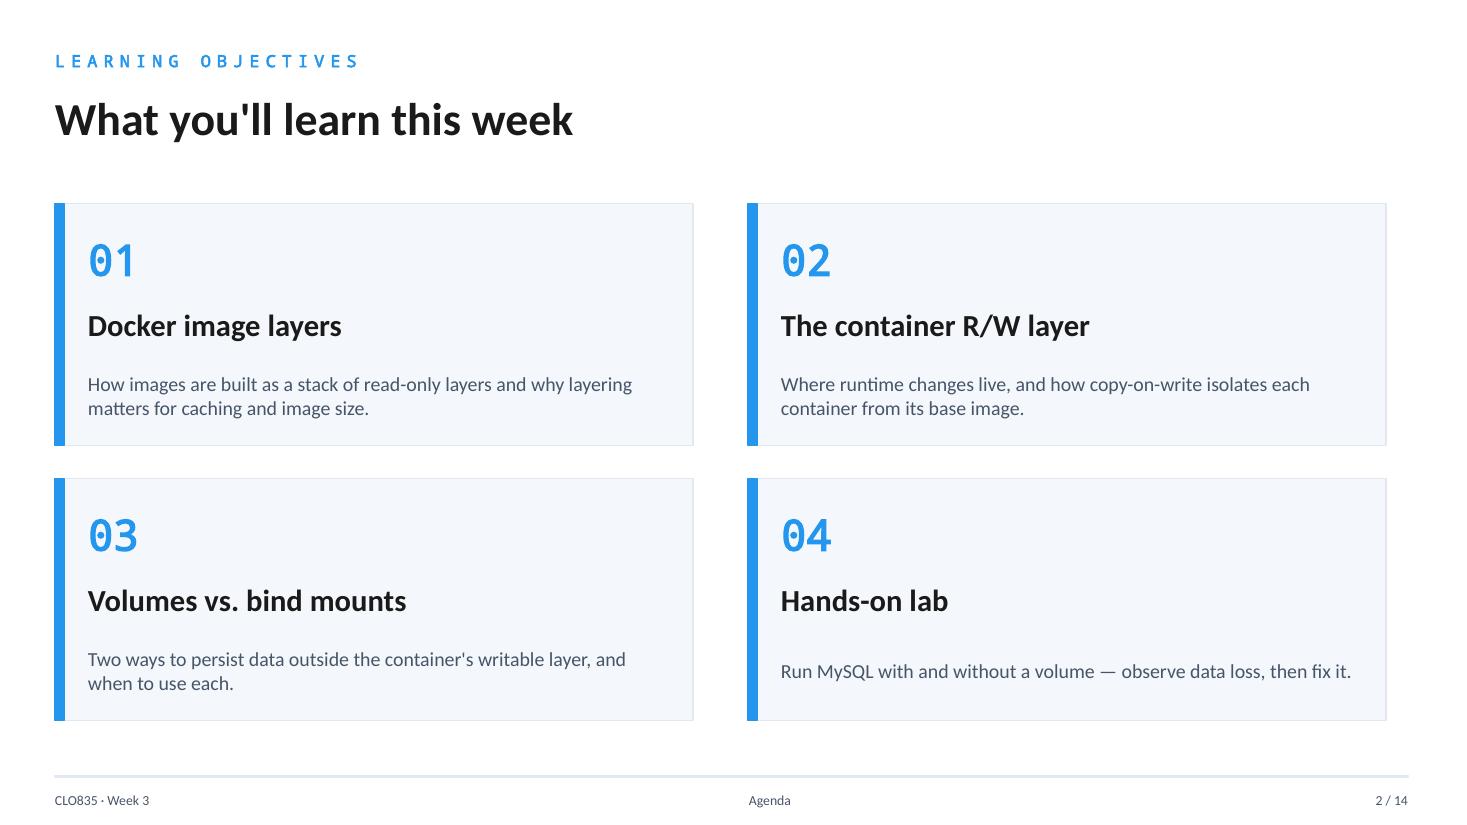 LEARNING OBJECTIVES
What you'll learn this week
01
Docker image layers
How images are built as a stack of read-only layers and why layering
matters for caching and image size.
02
The container R/W layer
Where runtime changes live, and how copy-on-write isolates each
container from its base image.
03
Volumes vs. bind mounts
Two ways to persist data outside the container's writable layer, and
when to use each.
04
Hands-on lab
Run MySQL with and without a volume — observe data loss, then fix it.
CLO835 · Week 3
Agenda
2 / 14